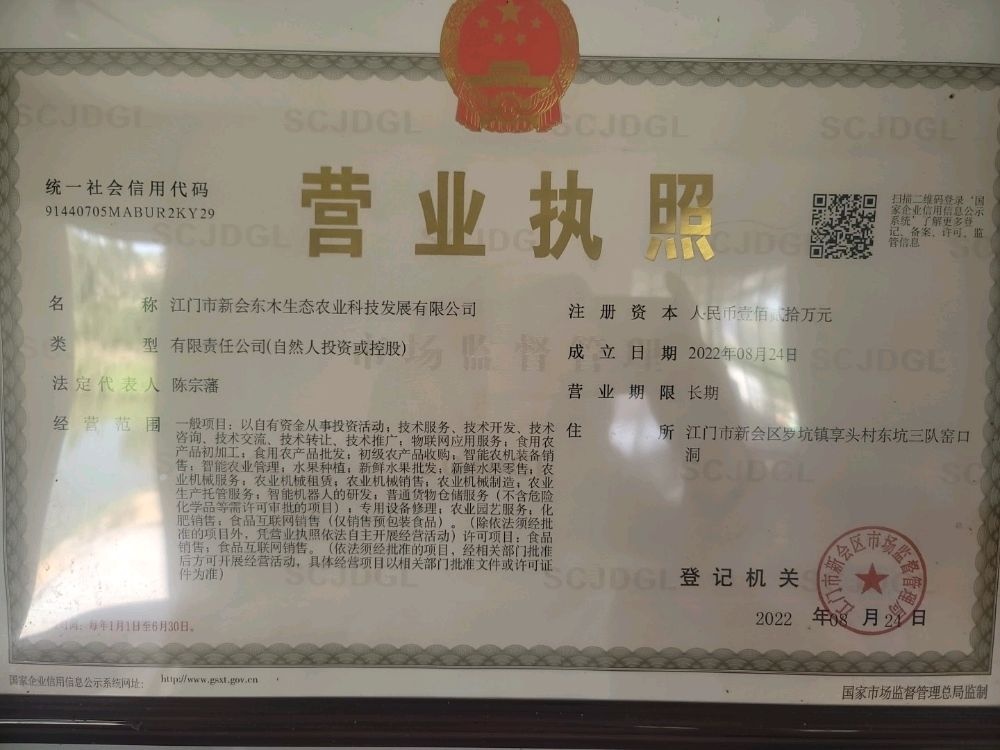 营业执照
统一社会信用代码
91440705MABUR2KY29
扫描二维码登录‘国
家企业信用信息公示
系统’了解更多登
记、备案、许可、监
管信息
名称 江门市新会东木生态农业科技发展有限公司
类型 有限责任公司(自然人投资或控股)
法定代表人 陈宗藩
经营范围 一般项目：以自有资金从事投资活动；技术服务、技术开发、技术
咨询、技术交流、技术转让、技术推广；物联网应用服务；食用农
产品初加工；食用农产品批发；初级农产品收购；智能农机装备销
售；智能农业管理；水果种植；新鲜水果批发；新鲜水果零售；农
业机械服务；农业机械租赁；农业机械销售；农业机械制造；农业
生产托管服务；智能机器人的研发；普通货物仓储服务（不含危险
化学品等需许可审批的项目）；专用设备修理；农业园艺服务；化
肥销售；食品互联网销售（仅销售预包装食品）。（除依法须经批
准的项目外，凭营业执照依法自主开展经营活动）许可项目：食品
销售；食品互联网销售。（依法须经批准的项目，经相关部门批准
后方可开展经营活动，具体经营项目以相关部门批准文件或许可证
件为准）
注册资本 人民币壹佰贰拾万元
成立日期 2022年08月24日
营业期限 长期
住所 江门市新会区罗坑镇享头村东坑三队窑口
洞
登记机关
江门市新会区市场监督管理局
2022 年08 月24日
每年1月1日至6月30日。
国家企业信用信息公示系统网址： http://www.gsxt.gov.cn
国家市场监督管理总局监制
市场监督管理
SCJDGL
SCJDGL
SCJDGL
SCJDGL
SCJDGL
SCJDGL
SCJDGL
SCJDGL